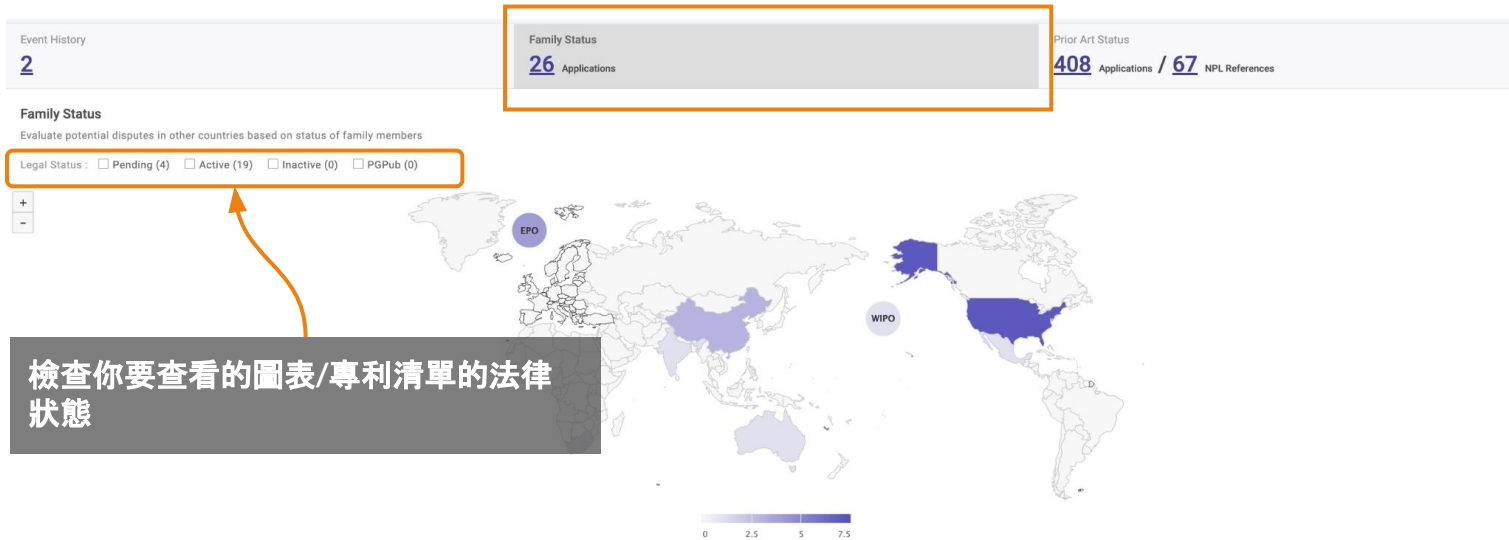 Event History
2
Family Status
26 Applications
Prior Art Status
408 Applications / 67 NPL References
Family Status
Evaluate potential disputes in other countries based on status of family members
Legal Status : Pending (4) Active (19) Inactive (0) PGPub (0)
+
-
EPO
WIPO
檢查你要查看的圖表/專利清單的法律
狀態
0 2.5 5 7.5